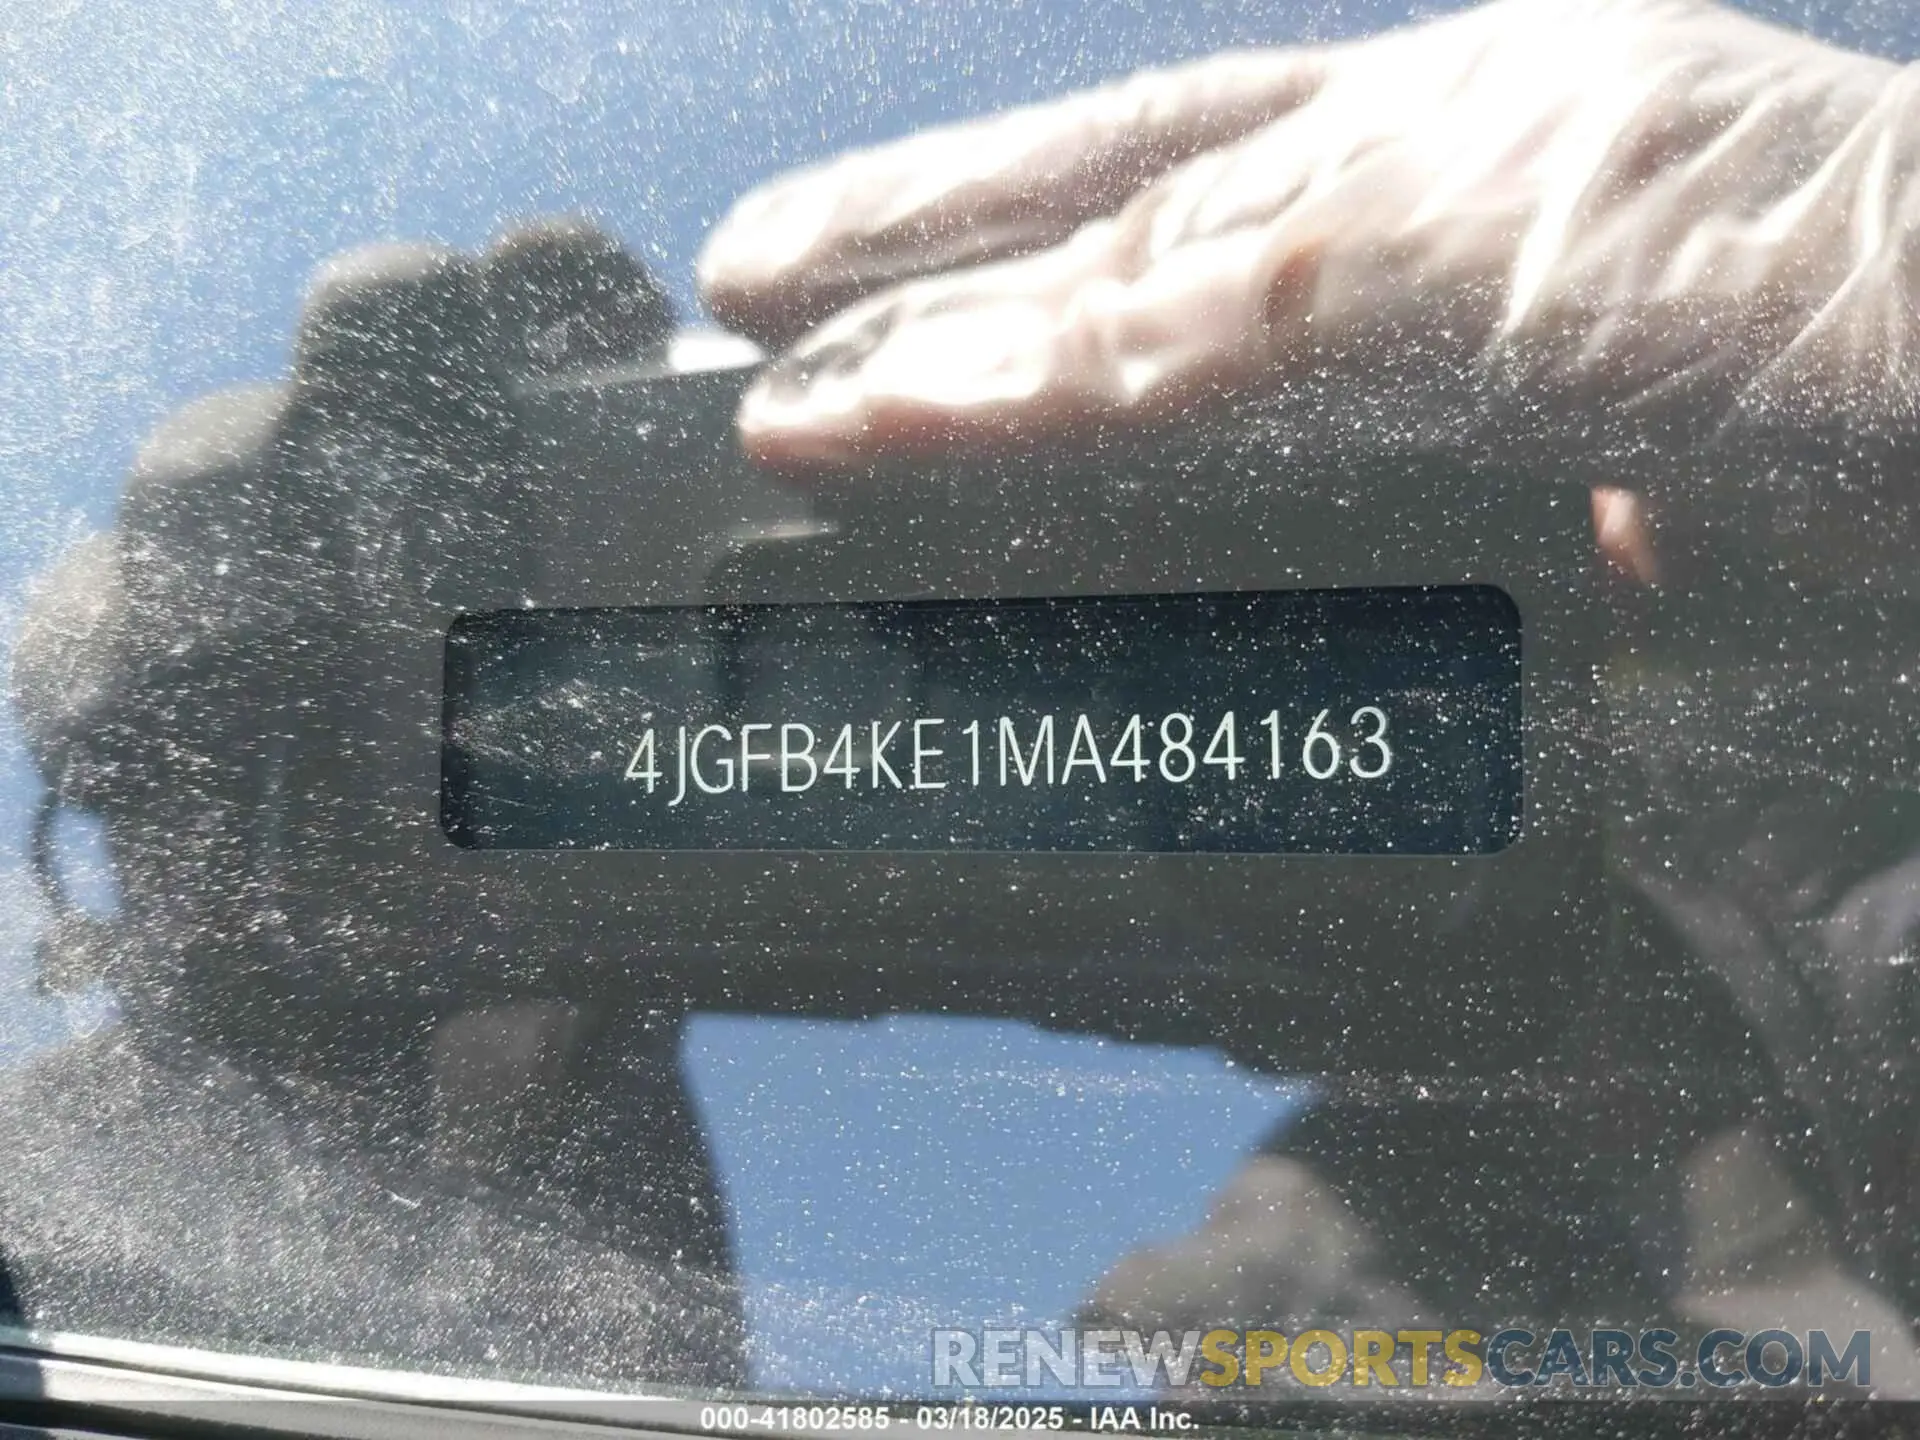 4JGFB4KE1MA484163
RENEWSPORTSCARS.COM
000-41802585 - 03/18/2025 - IAA Inc.